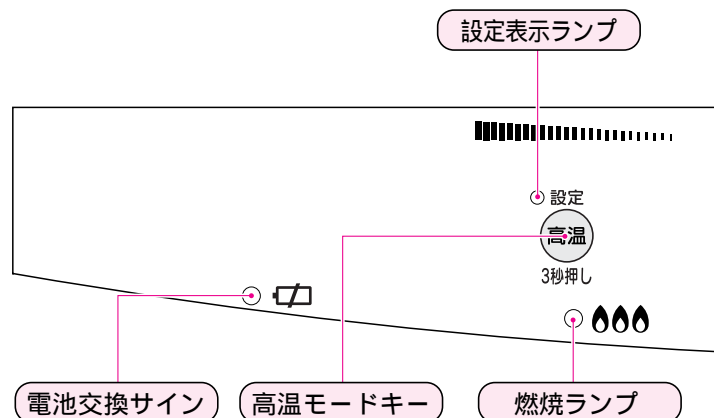 設定表示ランプ
設定
高温
3秒押し
電池交換サイン
高温モードキー
燃焼ランプ